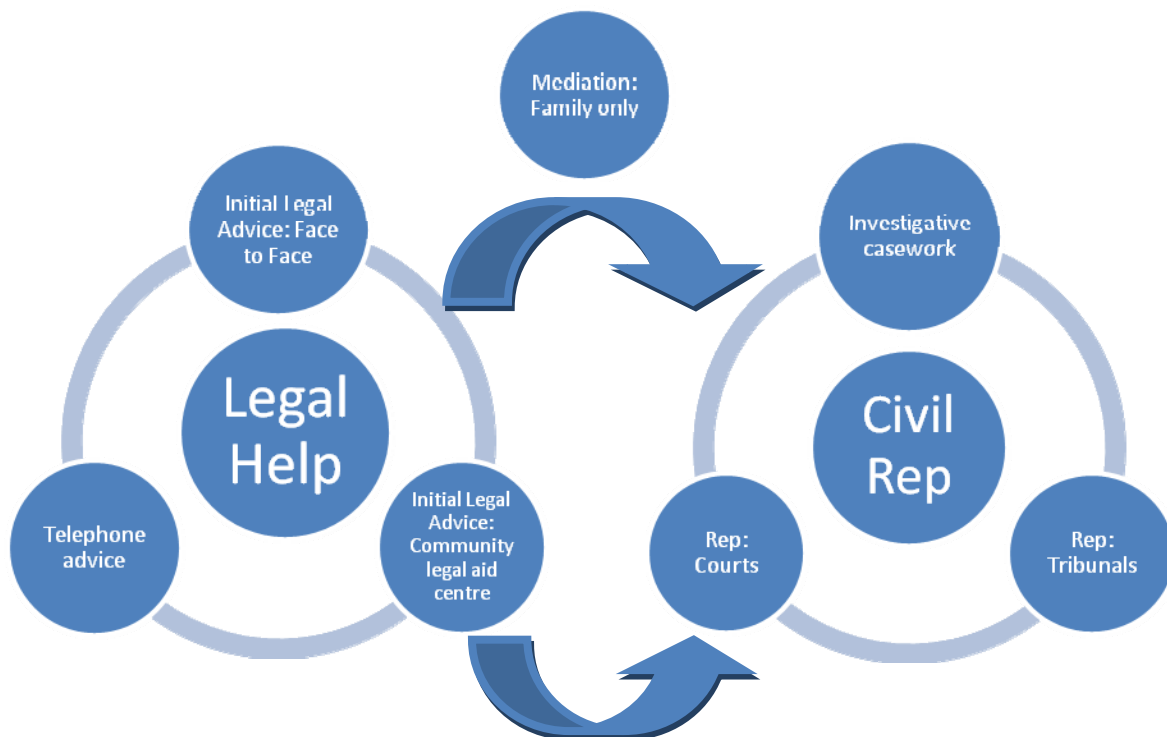 Mediation:
Family only
Initial Legal
Advice: Face
to Face
Legal
Help
Telephone
advice
Initial Legal
Advice:
Community
legal aid
centre
Investigative
casework
Civil
Rep
Rep:
Courts
Rep:
Tribunals